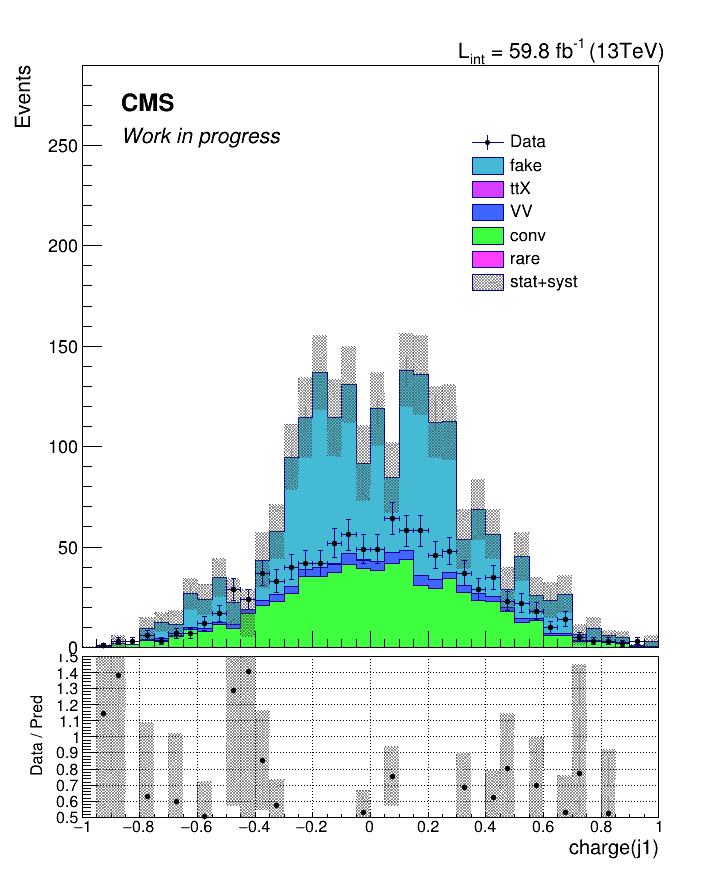 L_int = 59.8 fb^-1 (13TeV)
Events
CMS
Work in progress
Data
fake
ttX
VV
conv
rare
stat+syst
250
200
150
100
50
0
Data / Pred
1.5
1.4
1.3
1.2
1.1
1
0.9
0.8
0.7
0.6
0.5
−1 −0.8 −0.6 −0.4 −0.2 0 0.2 0.4 0.6 0.8 1
charge(j1)